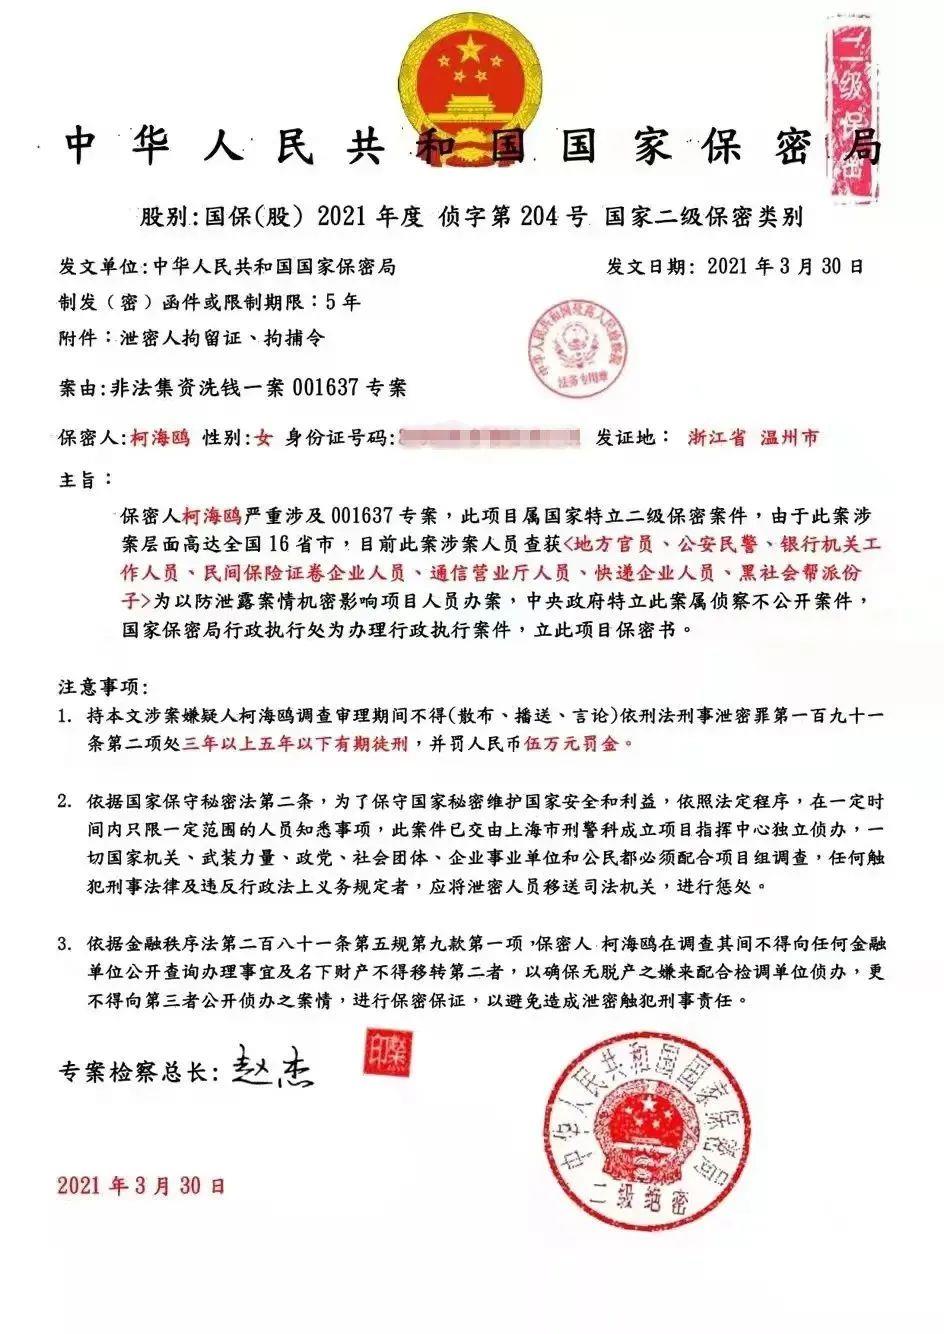 二级保密
中华人民共和国国家保密局
股别:国保(股) 2021 年度 侦字第 204 号 国家二级保密类别
发文单位:中华人民共和国国家保密局 发文日期: 2021 年 3 月 30 日
制发（密）函件或限制期限：5 年
附件：泄密人拘留证、拘捕令
中华人民共和国最高人民检察院
法务专用章
案由:非法集资洗钱一案 001637 专案
保密人:柯海鸥 性别:女 身份证号码: 发证地： 浙江省 温州市
主旨：
保密人柯海鸥严重涉及 001637 专案，此项目属国家特立二级保密案件，由于此案涉
案层面高达全国 16 省市，目前此案涉案人员查获<地方官员、公安民警、银行机关工
作人员、民间保险证卷企业人员、通信营业厅人员、快递企业人员、黑社会帮派份
子>为以防泄露案情机密影响项目人员办案，中央政府特立此案属侦察不公开案件，
国家保密局行政执行处为办理行政执行案件，立此项目保密书。
注意事项:
1. 持本文涉案嫌疑人柯海鸥调查审理期间不得(散布、播送、言论)依刑法刑事泄密罪第一百九十一
条第二项处三年以上五年以下有期徒刑，并罚人民币伍万元罚金。
2. 依据国家保守秘密法第二条，为了保守国家秘密维护国家安全和利益，依照法定程序，在一定时
间内只限一定范围的人员知悉事项，此案件已交由上海市刑警科成立项目指挥中心独立侦办，一
切国家机关、武装力量、政党、社会团体、企业事业单位和公民都必须配合项目组调查，任何触
犯刑事法律及违反行政法上义务规定者，应将泄密人员移送司法机关，进行惩处。
3. 依据金融秩序法第二百八十一条第五规第九款第一项，保密人 柯海鸥在调查其间不得向任何金融
单位公开查询办理事宜及名下财产不得移转第二者，以确保无脱产之嫌来配合检调单位侦办，更
不得向第三者公开侦办之案情，进行保密保证，以避免造成泄密触犯刑事责任。
专案检察总长: 赵杰
中华人民共和国国家保密局
二级绝密
2021 年 3 月 30 日